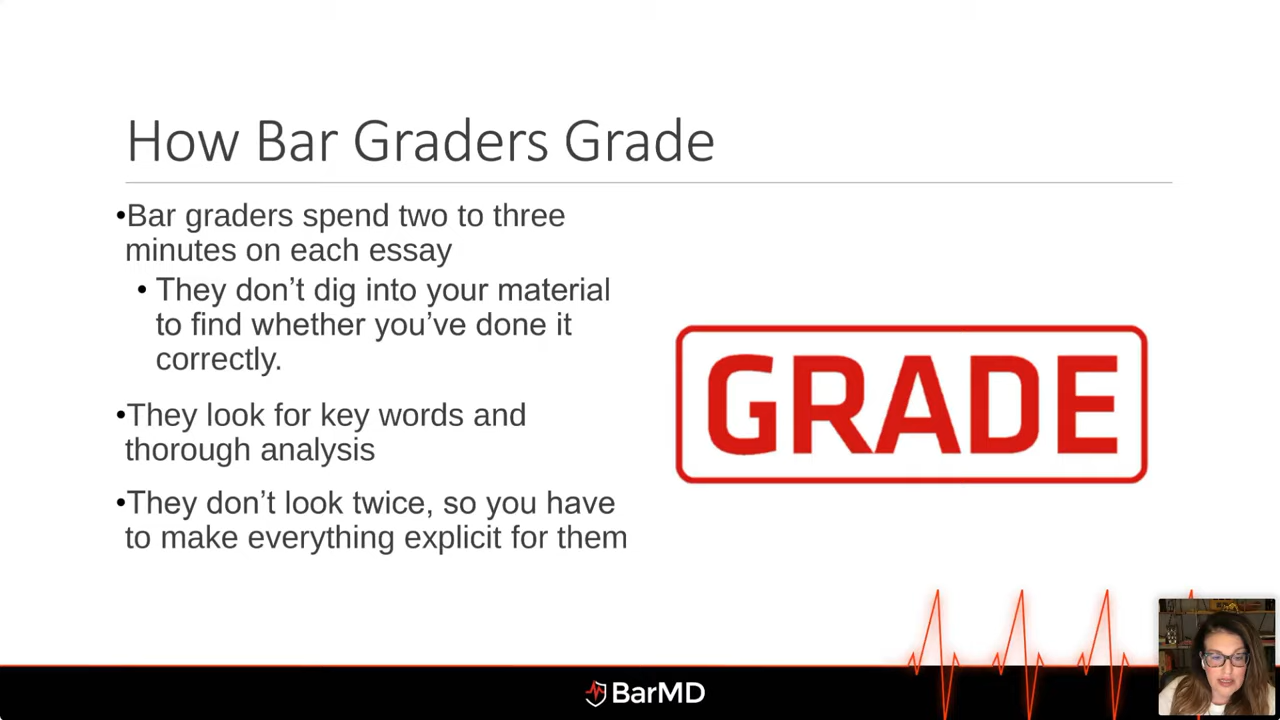 How Bar Graders Grade
•Bar graders spend two to three
minutes on each essay
• They don’t dig into your material
to find whether you’ve done it
correctly.
•They look for key words and
thorough analysis
•They don’t look twice, so you have
to make everything explicit for them
GRADE
BarMD